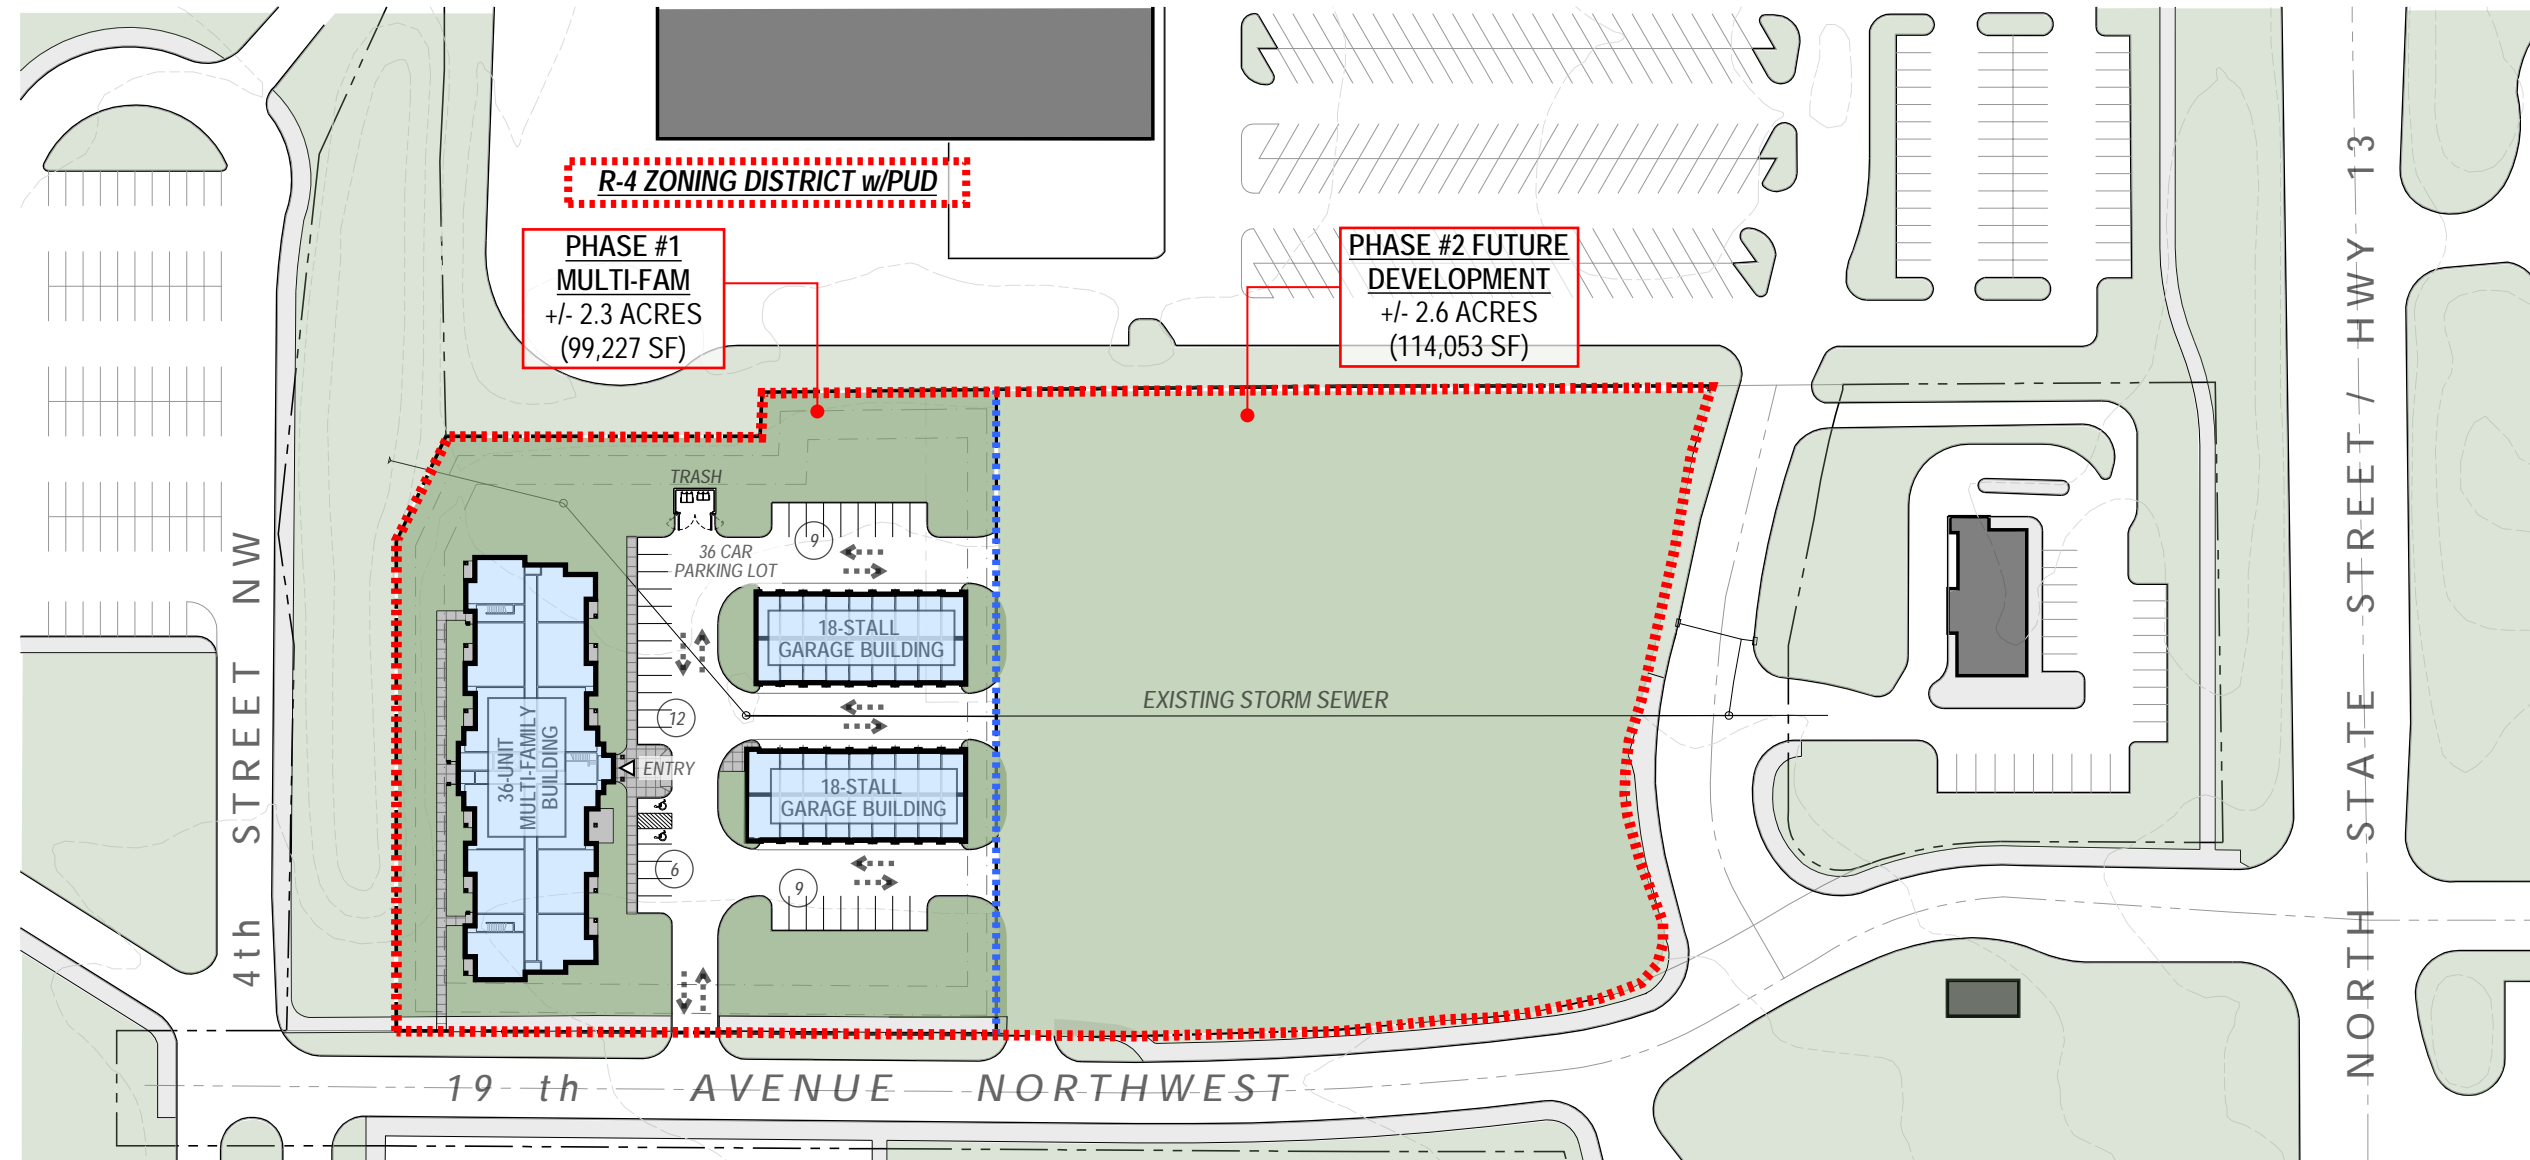 R-4 ZONING DISTRICT w/PUD
PHASE #1
MULTI-FAM
+/- 2.3 ACRES
(99,227 SF)
PHASE #2 FUTURE
DEVELOPMENT
+/- 2.6 ACRES
(114,053 SF)
TRASH
36 CAR
PARKING LOT
9
18-STALL
GARAGE BUILDING
12
ENTRY
36-UNIT
MULTI-FAMILY
BUILDING
18-STALL
GARAGE BUILDING
6
9
EXISTING STORM SEWER
4th STREET NW
19 th AVENUE NORTHWEST
NORTH STATE STREET / HWY 13